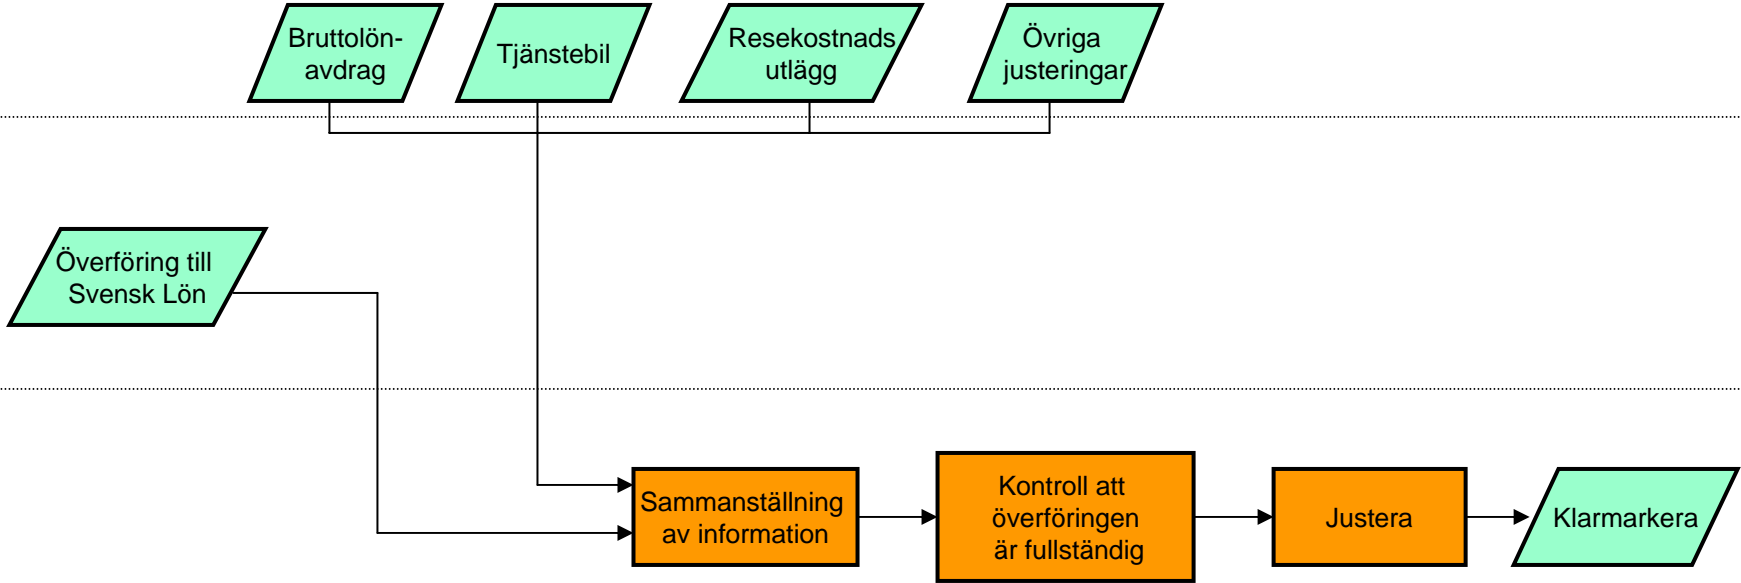 Bruttolön-
avdrag
Tjänstebil
Resekostnads
utlägg
Övriga
justeringar
Överföring till
Svensk Lön
Sammanställning
av information
Kontroll att
överföringen
är fullständig
Justera
Klarmarkera